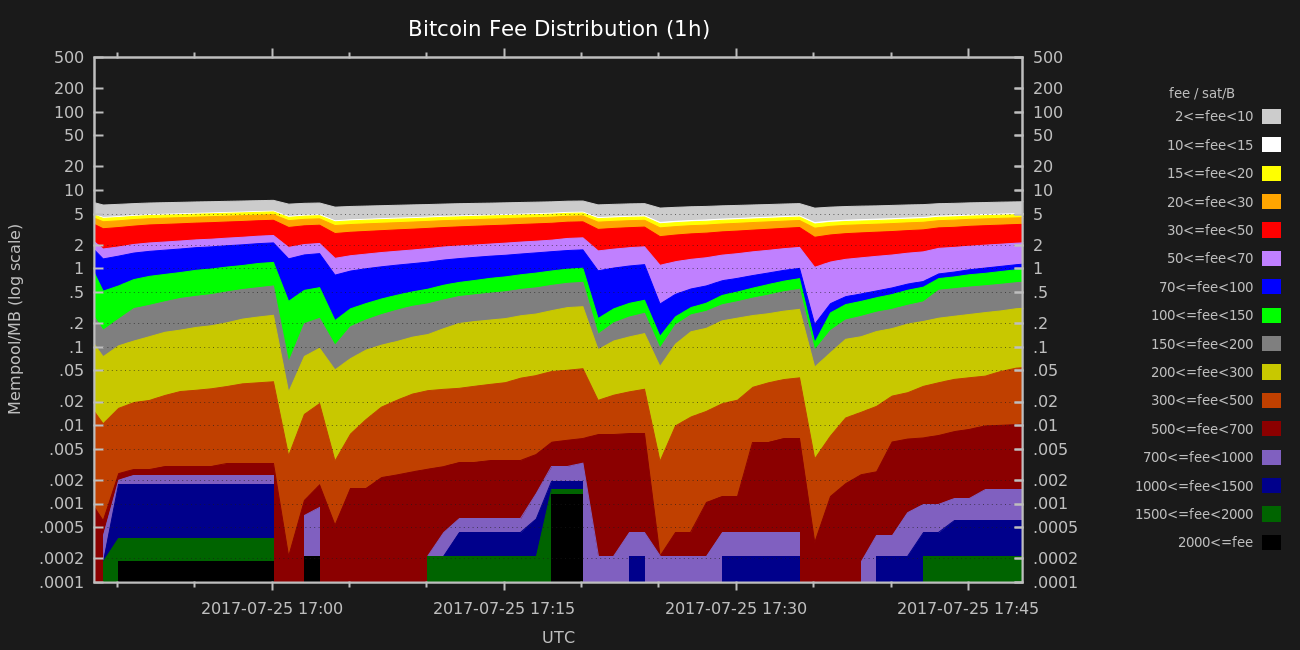 Bitcoin Fee Distribution (1h)
Mempool/MB (log scale)
500
200
100
50
20
10
5
2
1
.5
.2
.1
.05
.02
.01
.005
.002
.001
.0005
.0002
.0001
500
200
100
50
20
10
5
2
1
.5
.2
.1
.05
.02
.01
.005
.002
.001
.0005
.0002
.0001
2017-07-25 17:00
2017-07-25 17:15
2017-07-25 17:30
2017-07-25 17:45
UTC
fee / sat/B
2<=fee<10
10<=fee<15
15<=fee<20
20<=fee<30
30<=fee<50
50<=fee<70
70<=fee<100
100<=fee<150
150<=fee<200
200<=fee<300
300<=fee<500
500<=fee<700
700<=fee<1000
1000<=fee<1500
1500<=fee<2000
2000<=fee